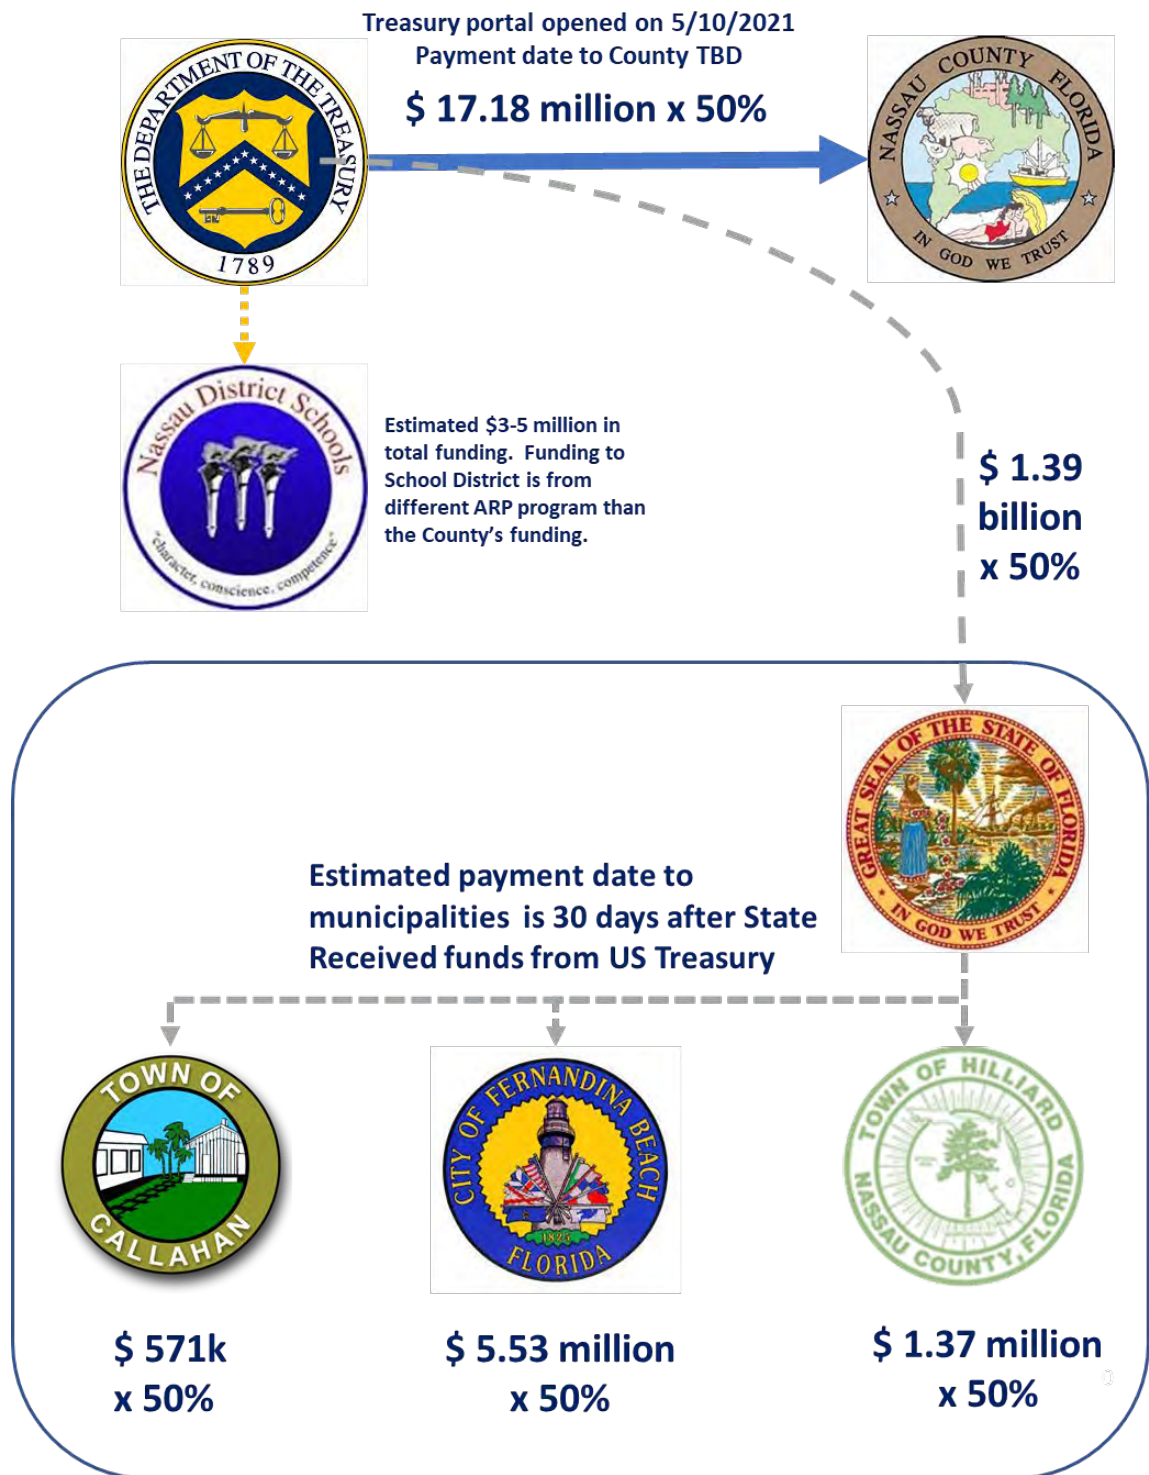 Treasury portal opened on 5/10/2021
Payment date to County TBD
$ 17.18 million x 50%
THE DEPARTMENT OF THE TREASURY
1789
NASSAU COUNTY FLORIDA
IN GOD WE TRUST
Nassau District Schools
"character, conscience, competence"
Estimated $3-5 million in
total funding. Funding to
School District is from
different ARP program than
the County's funding.
$ 1.39
billion
x 50%
GREAT SEAL OF THE STATE OF FLORIDA
IN GOD WE TRUST
Estimated payment date to
municipalities is 30 days after State
Received funds from US Treasury
TOWN OF
CALLAHAN
CITY OF FERNANDINA BEACH
1825
FLORIDA
TOWN OF HILLIARD
NASSAU COUNTY, FLORIDA
$ 571k
x 50%
$ 5.53 million
x 50%
$ 1.37 million
x 50%
0